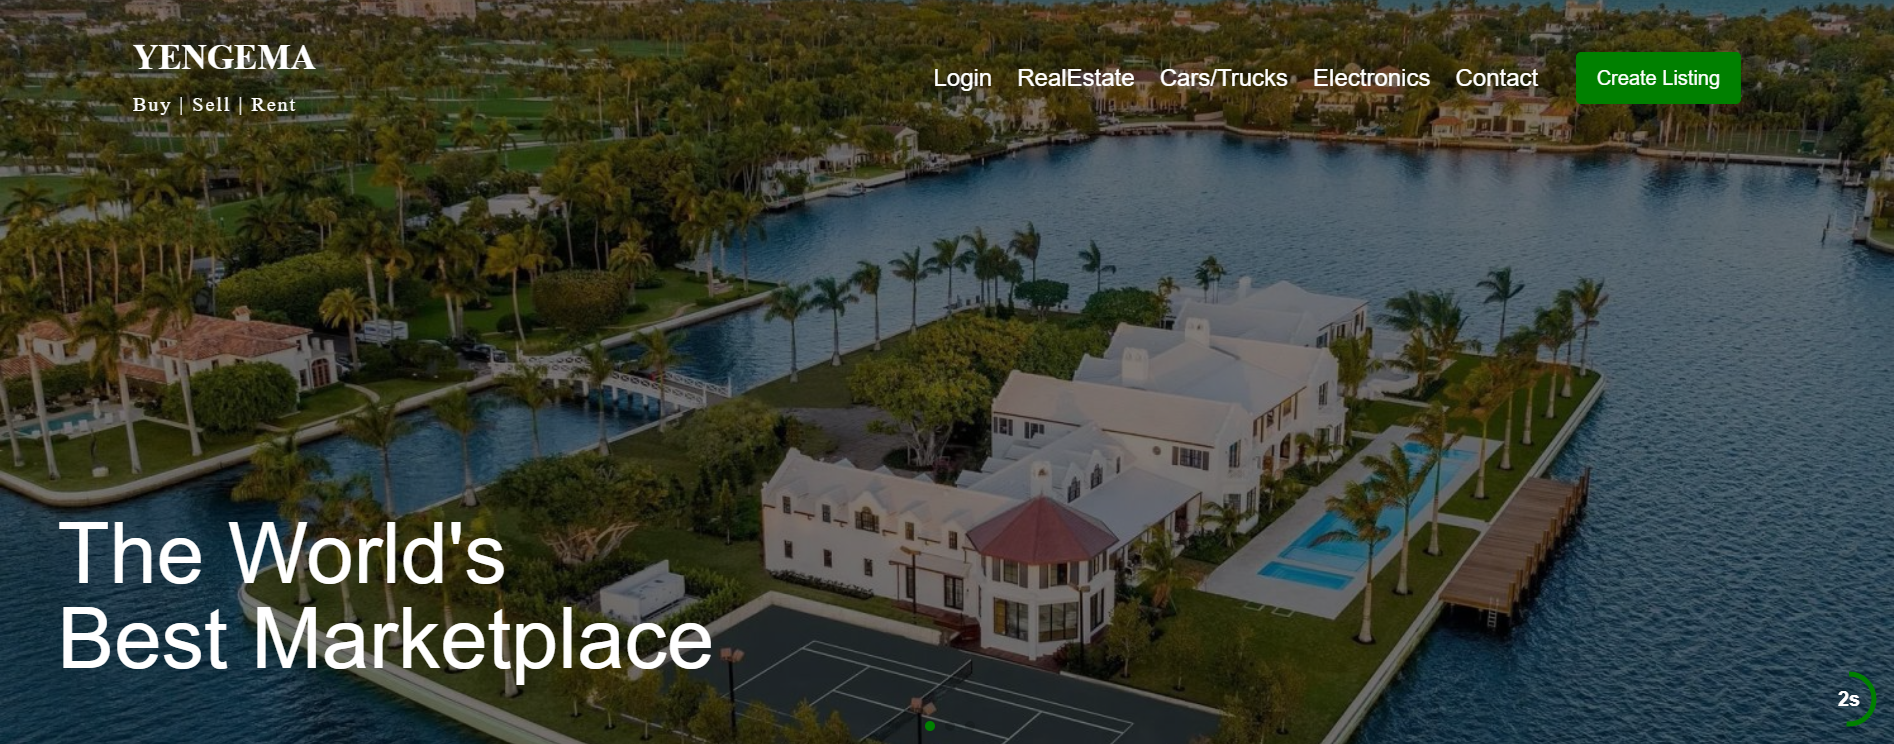 YENGEMA
Buy | Sell | Rent
Login RealEstate Cars/Trucks Electronics Contact Create Listing
The World's
Best Marketplace
2s